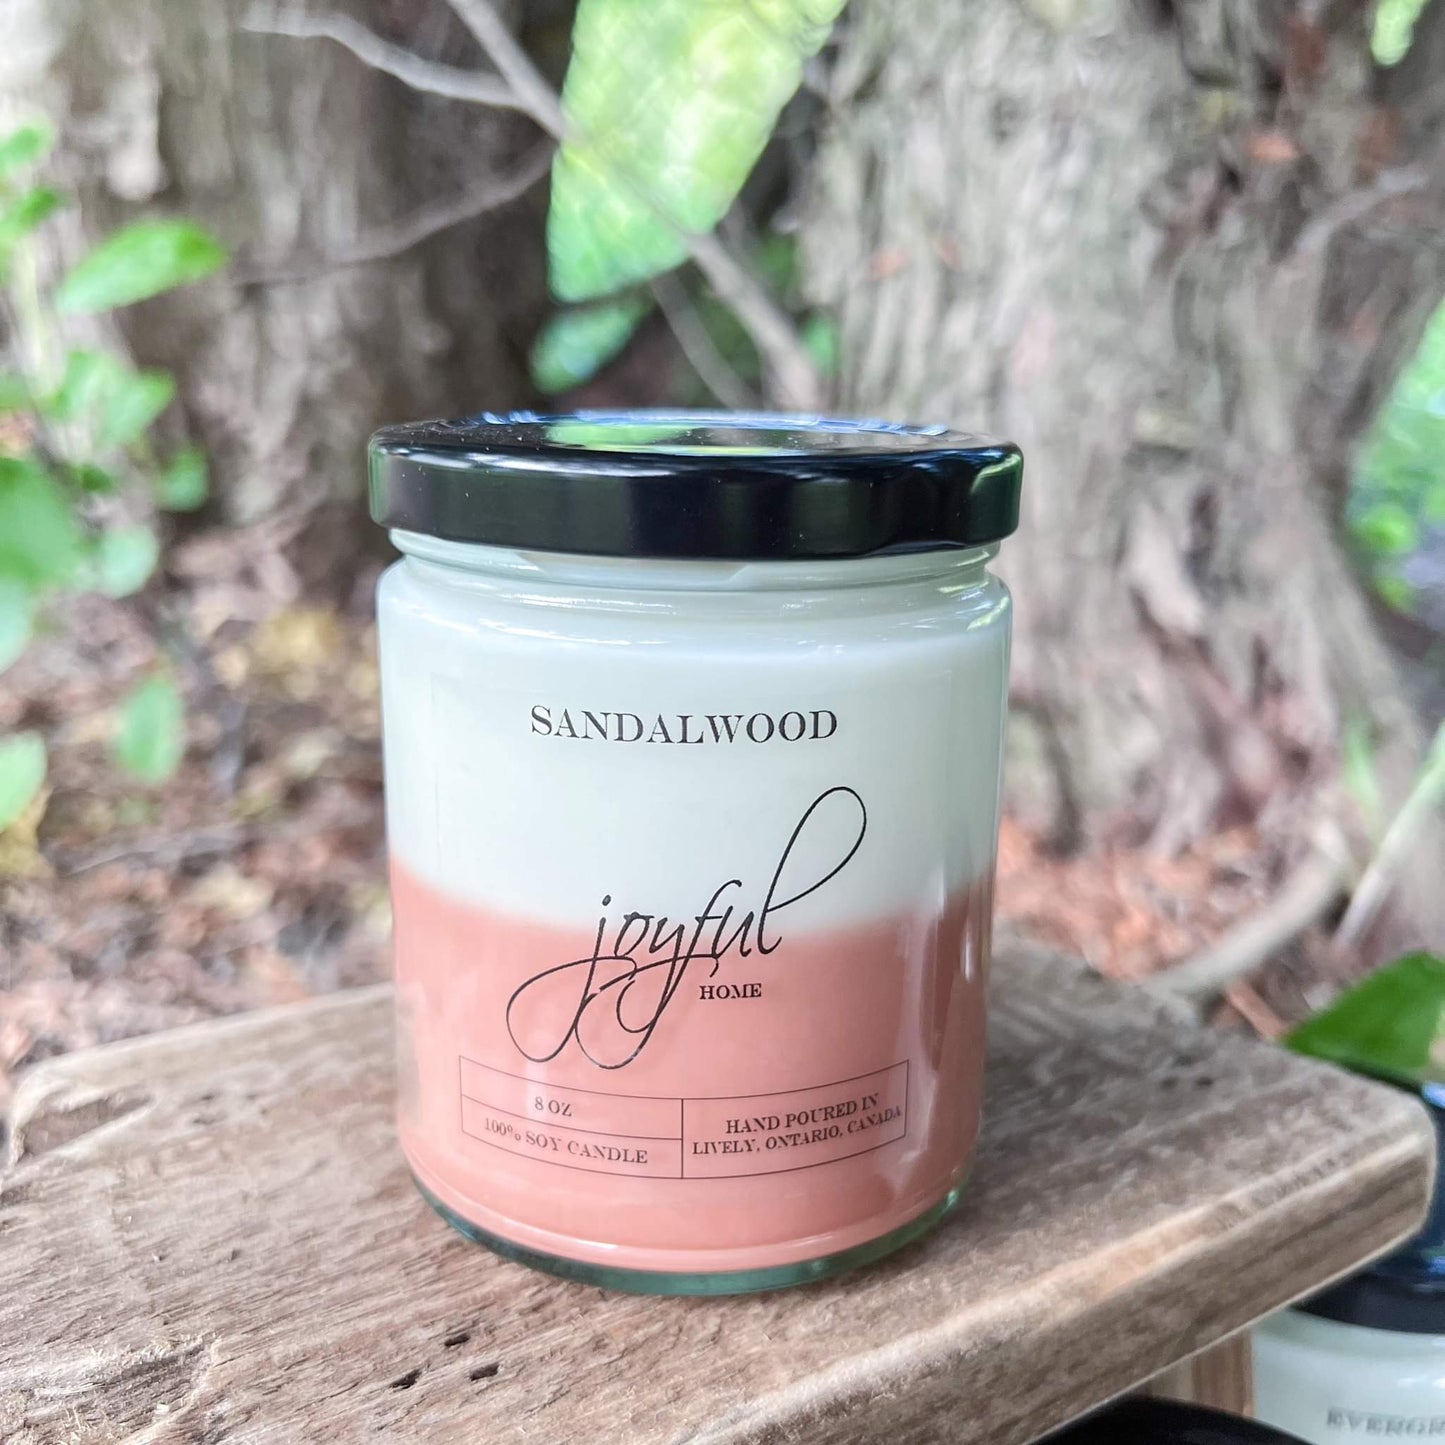 SANDALWOOD
joyful
HOME
8 OZ
100% SOY CANDLE
HAND POURED IN
LIVELY, ONTARIO, CANADA